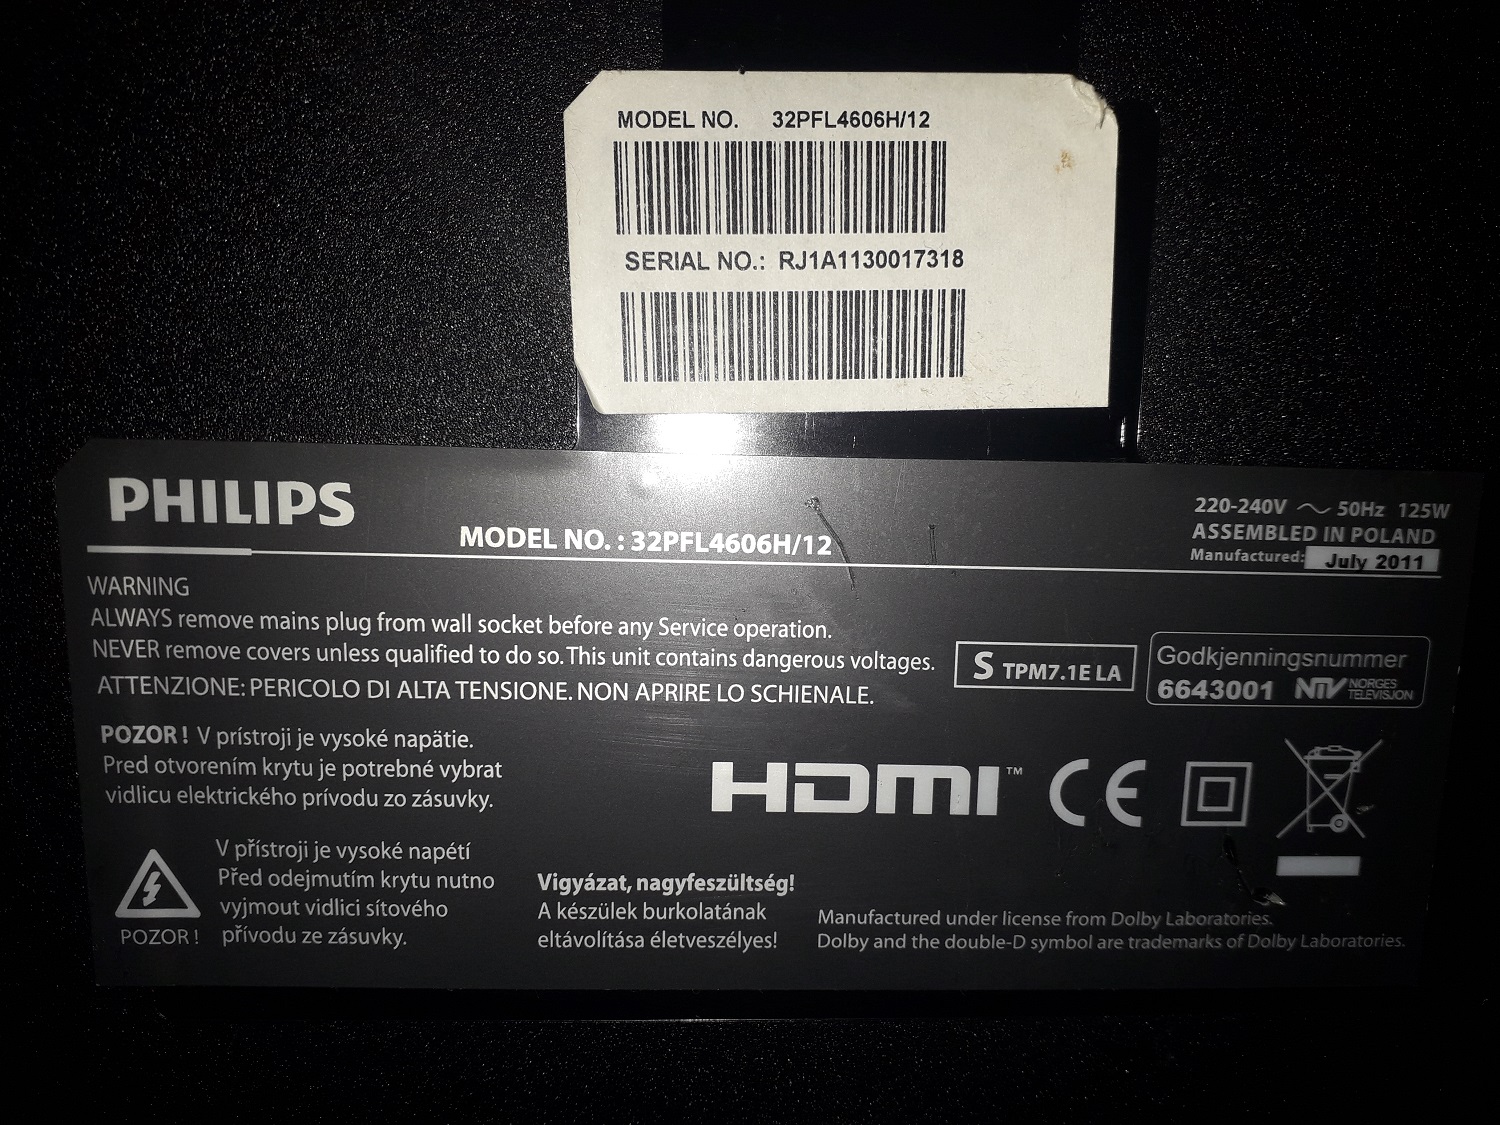 MODEL NO. 32PFL4606H/12
SERIAL NO.: RJ1A1130017318
PHILIPS
MODEL NO. : 32PFL4606H/12
220-240V ~ 50Hz 125W
ASSEMBLED IN POLAND
Manufactured: July 2011
WARNING
ALWAYS remove mains plug from wall socket before any Service operation.
NEVER remove covers unless qualified to do so. This unit contains dangerous voltages.
ATTENZIONE: PERICOLO DI ALTA TENSIONE. NON APRIRE LO SCHIENALE.
S TPM7.1E LA
Godkjenningsnummer
6643001 NTV NORGES TELEVISJON
POZOR! V prístroji je vysoké napätie.
Pred otvorením krytu je potrebné vybrat
vidlicu elektrického prívodu zo zásuvky.
HDMI™ CE
V přístroji je vysoké napětí
Před odejmutím krytu nutno
vyjmout vidlici síťového
přívodu ze zásuvky.
POZOR!
Vigyázat, nagyfeszültség!
A készülek burkolatának
eltávolítása életveszélyes!
Manufactured under license from Dolby Laboratories.
Dolby and the double-D symbol are trademarks of Dolby Laboratories.